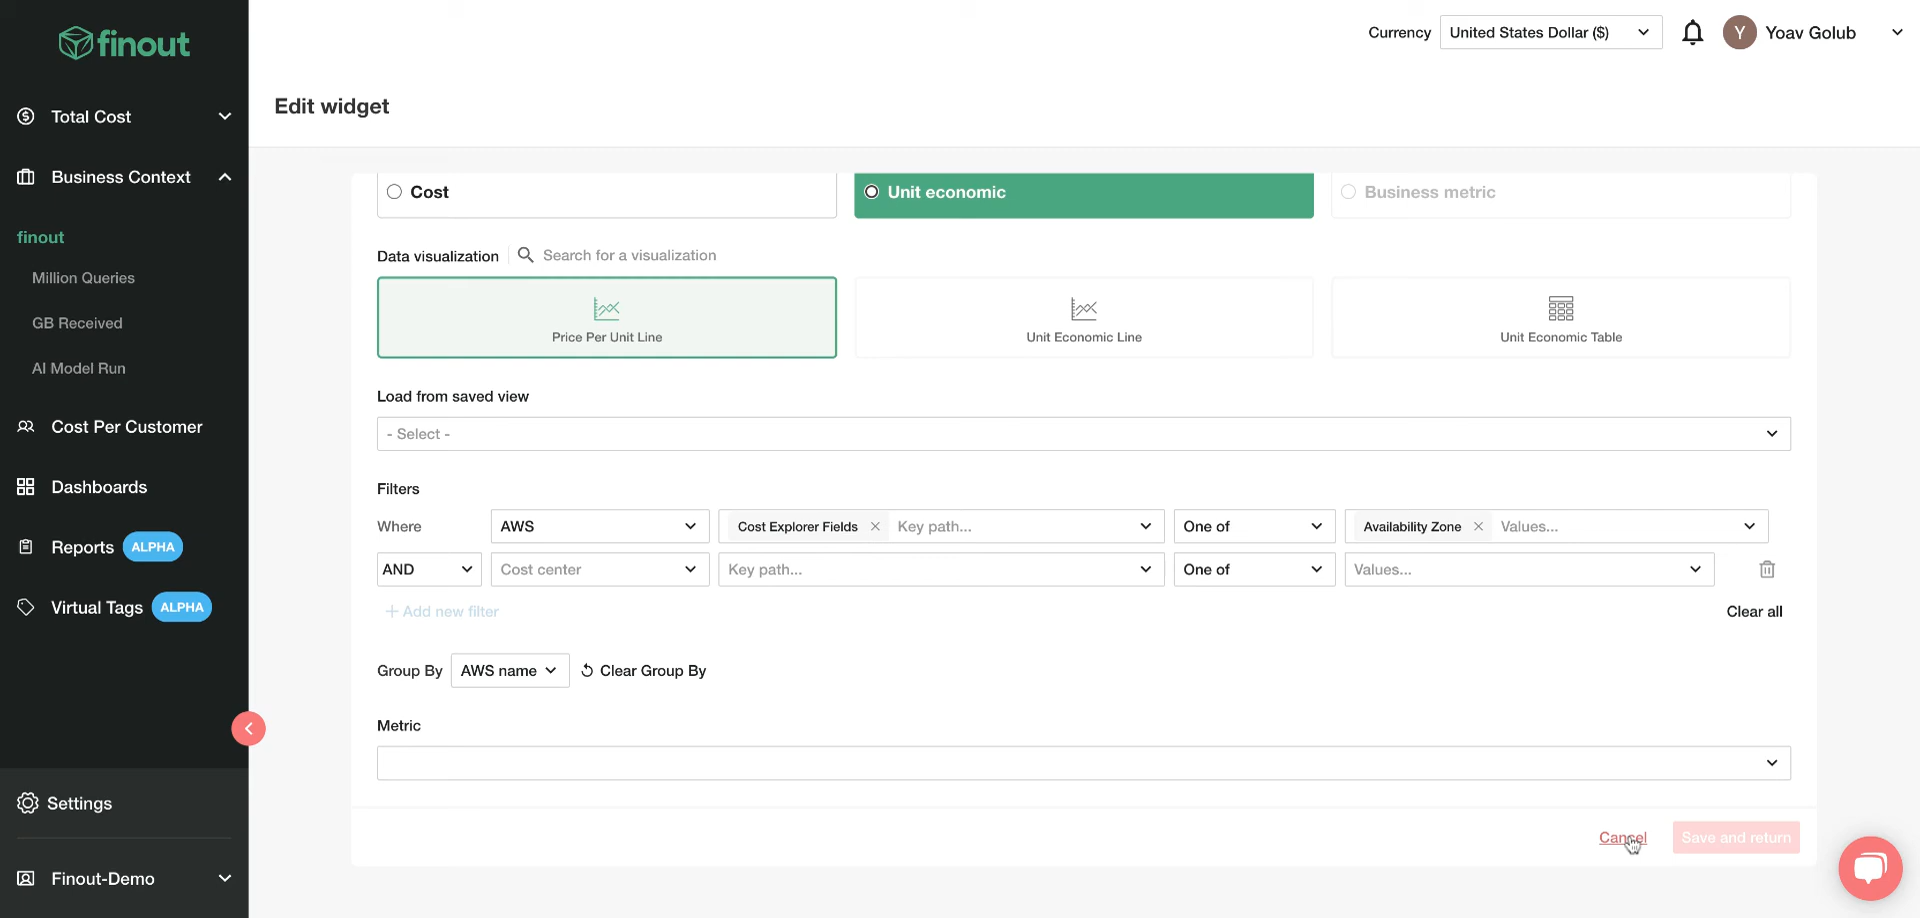 finout
Currency United States Dollar ($) Y Yoav Golub
Edit widget
Total Cost
Business Context
finout
Million Queries
GB Received
AI Model Run
Cost Per Customer
Dashboards
Reports ALPHA
Virtual Tags ALPHA
Settings
Finout-Demo
Cost Unit economic Business metric
Data visualization Search for a visualization
Price Per Unit Line Unit Economic Line Unit Economic Table
Load from saved view
- Select -
Filters
Where AWS Cost Explorer Fields Key path... One of Availability Zone Values...
AND Cost center Key path... One of Values...
+ Add new filter Clear all
Group By AWS name Clear Group By
Metric
Cancel Save and return